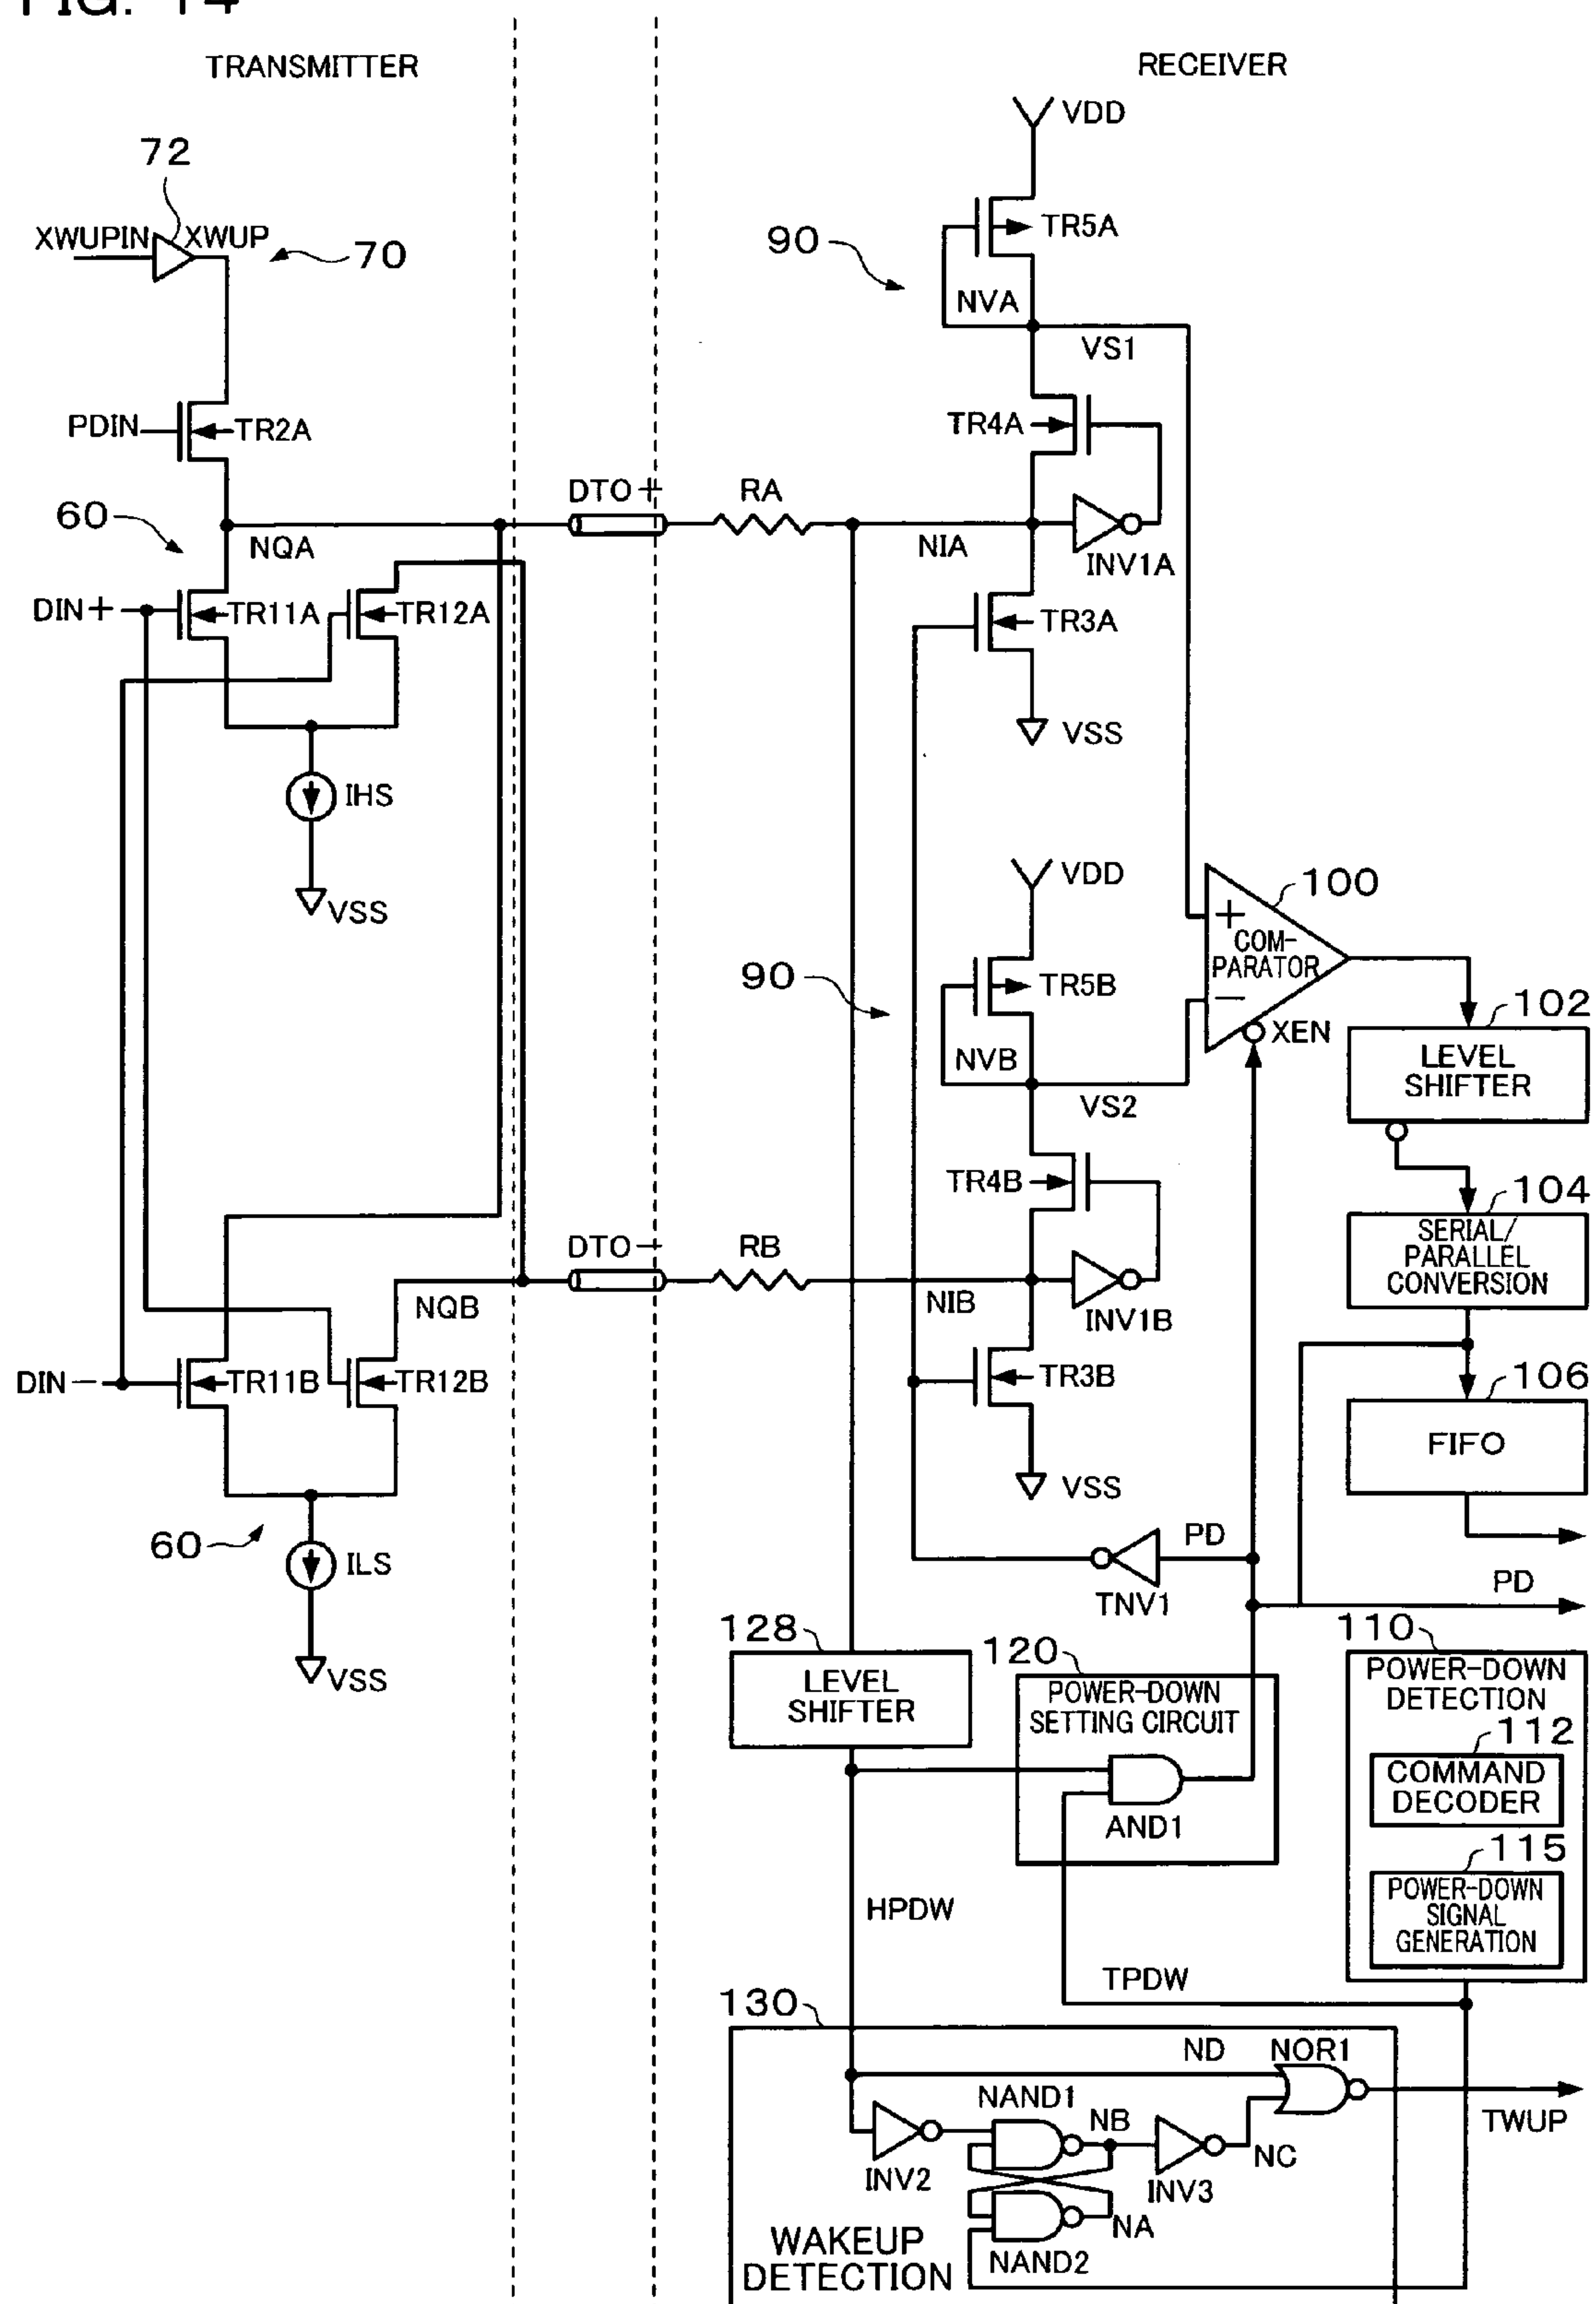 FIG. 14
TRANSMITTER
RECEIVER
VDD
72
XWUPIN
XWUP
70
90
TR5A
NVA
VS1
PDIN
TR2A
TR4A
60
NQA
DTO+
RA
NIA
INV1A
DIN+
TR11A
TR12A
TR3A
VSS
IHS
VSS
VDD
100
+
COM-
PARATOR
−
XEN
90
TR5B
NVB
VS2
102
LEVEL
SHIFTER
TR4B
104
SERIAL/
PARALLEL
CONVERSION
DTO−
RB
NQB
NIB
INV1B
DIN−
TR11B
TR12B
TR3B
VSS
106
FIFO
60
ILS
VSS
PD
TNV1
PD
128
LEVEL
SHIFTER
120
POWER-DOWN
SETTING CIRCUIT
AND1
110
POWER-DOWN
DETECTION
112
COMMAND
DECODER
115
POWER-DOWN
SIGNAL
GENERATION
HPDW
TPDW
130
ND
NOR1
NAND1
NB
TWUP
INV2
INV3
NC
NA
NAND2
WAKEUP
DETECTION